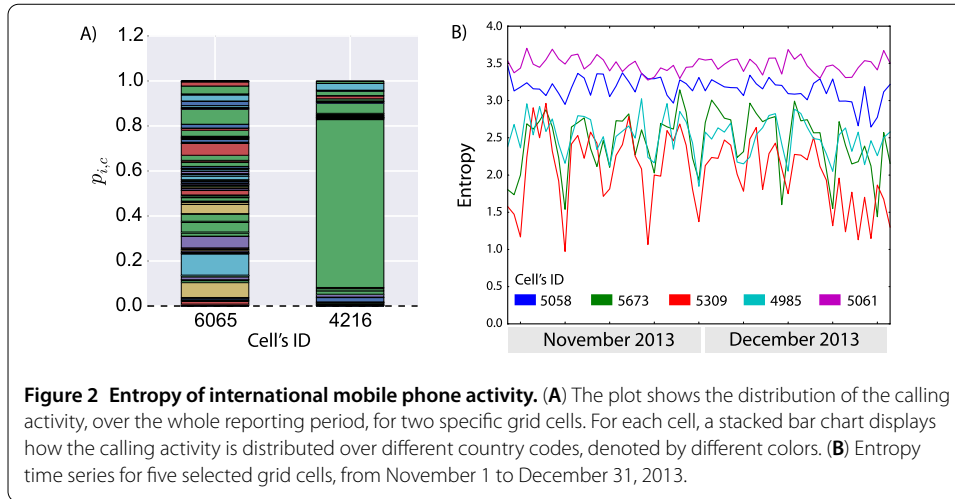 A)
1.2
1.0
0.8
0.6
0.4
0.2
0.0
p_{i,c}
6065 4216
Cell's ID
B)
4.0
3.5
3.0
2.5
2.0
1.5
1.0
0.5
0.0
Entropy
Cell's ID
5058 5673 5309 4985 5061
November 2013 December 2013
Figure 2 Entropy of international mobile phone activity. (A) The plot shows the distribution of the calling
activity, over the whole reporting period, for two specific grid cells. For each cell, a stacked bar chart displays
how the calling activity is distributed over different country codes, denoted by different colors. (B) Entropy
time series for five selected grid cells, from November 1 to December 31, 2013.